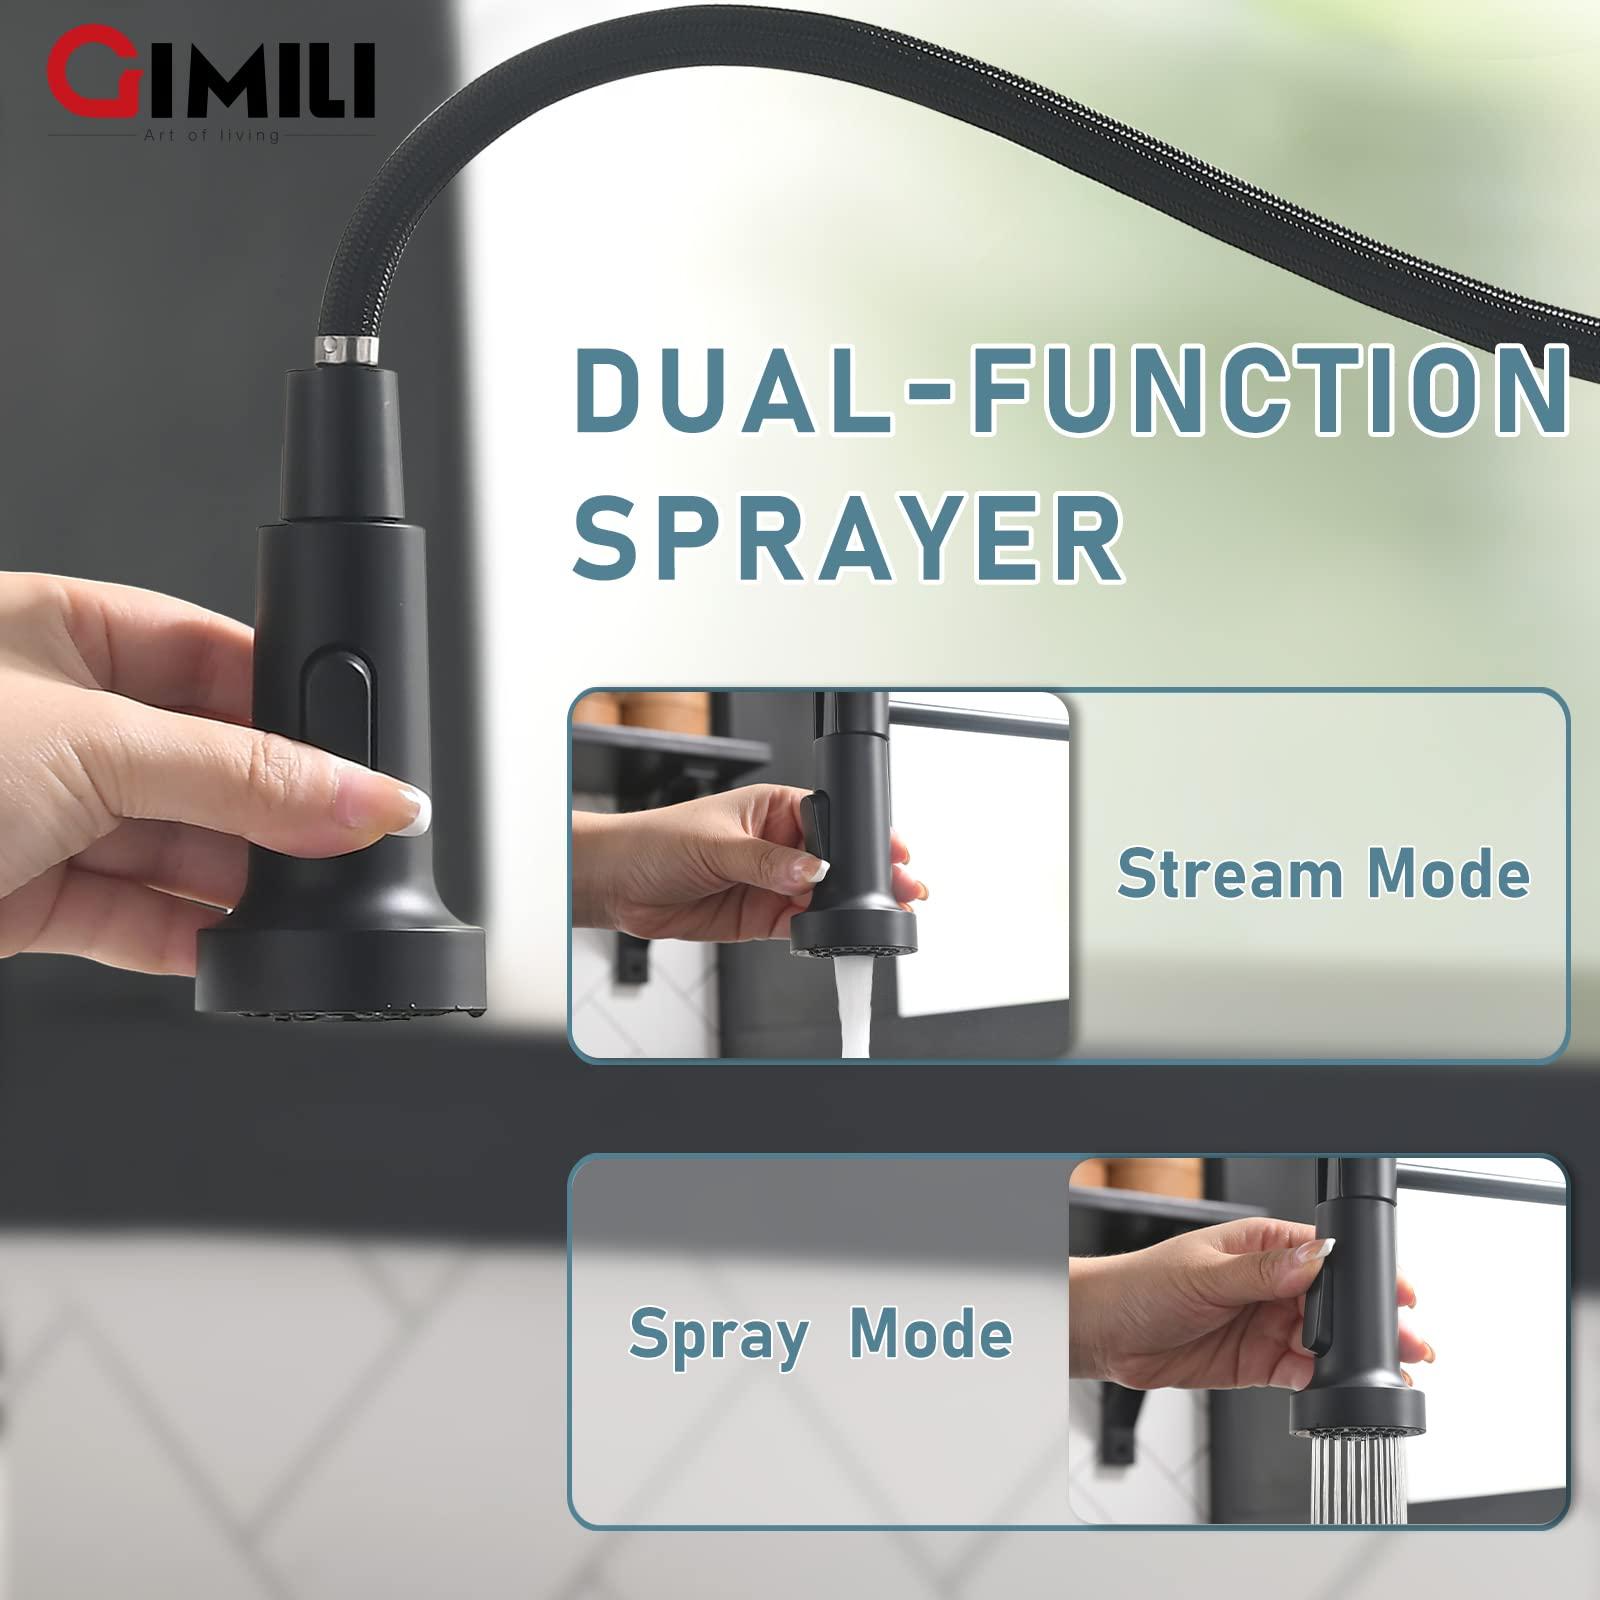 GIMILI
Art of living
DUAL-FUNCTION
SPRAYER
Stream Mode
Spray Mode